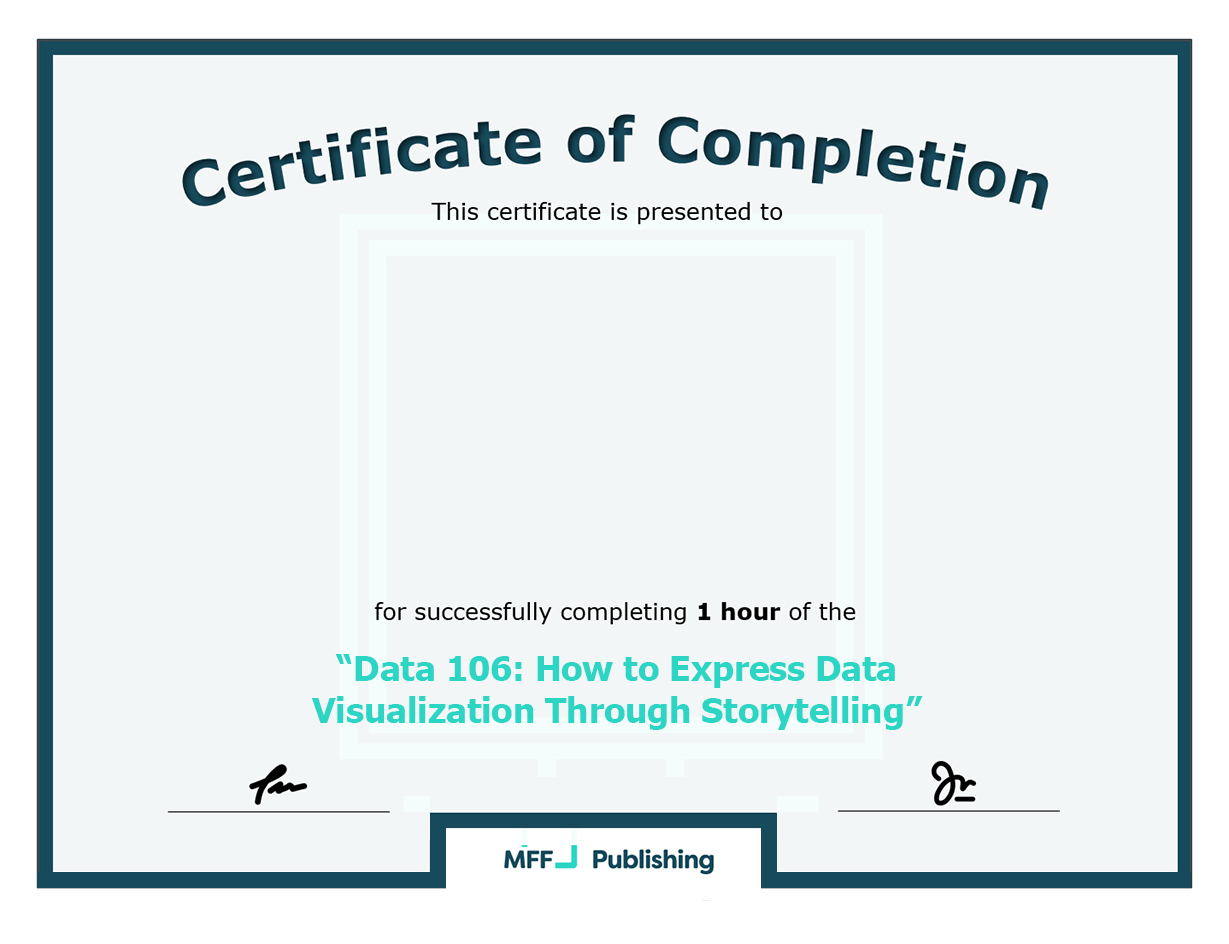 Certificate of Completion
This certificate is presented to
for successfully completing 1 hour of the
“Data 106: How to Express Data
Visualization Through Storytelling”
MFF Publishing